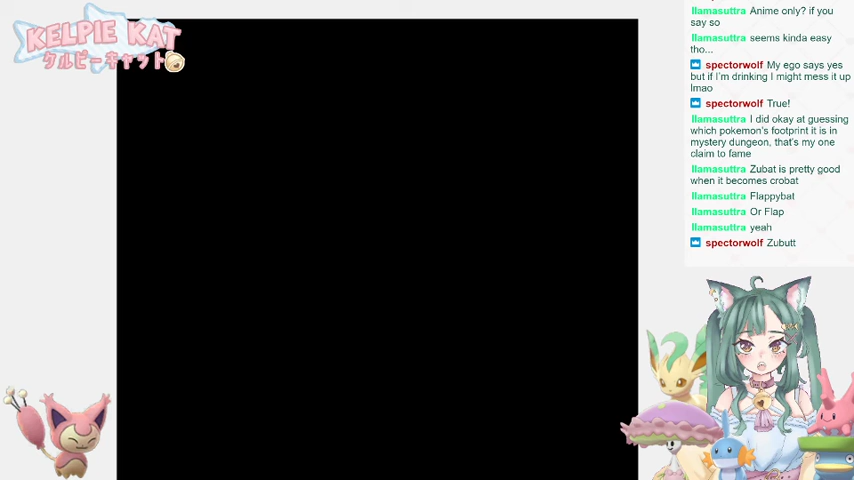 KELPIE KAT
クルピーキャット
llamasuttra Anime only? if you
say so
llamasuttra seems kinda easy
tho...
spectorwolf My ego says yes
but if I'm drinking I might mess it up
lmao
spectorwolf True!
llamasuttra I did okay at guessing
which pokemon's footprint it is in
mystery dungeon, that's my one
claim to fame
llamasuttra Zubat is pretty good
when it becomes crobat
llamasuttra Flappybat
llamasuttra Or Flap
llamasuttra yeah
spectorwolf Zubutt